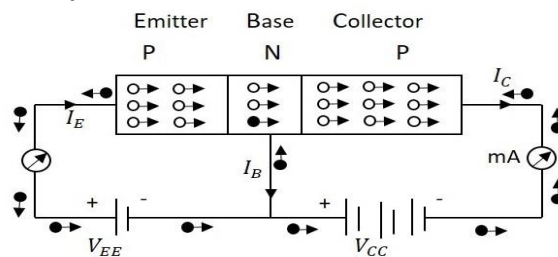 Emitter Base Collector
P N P
I_E I_C
mA
I_B
+ - + -
V_EE V_CC